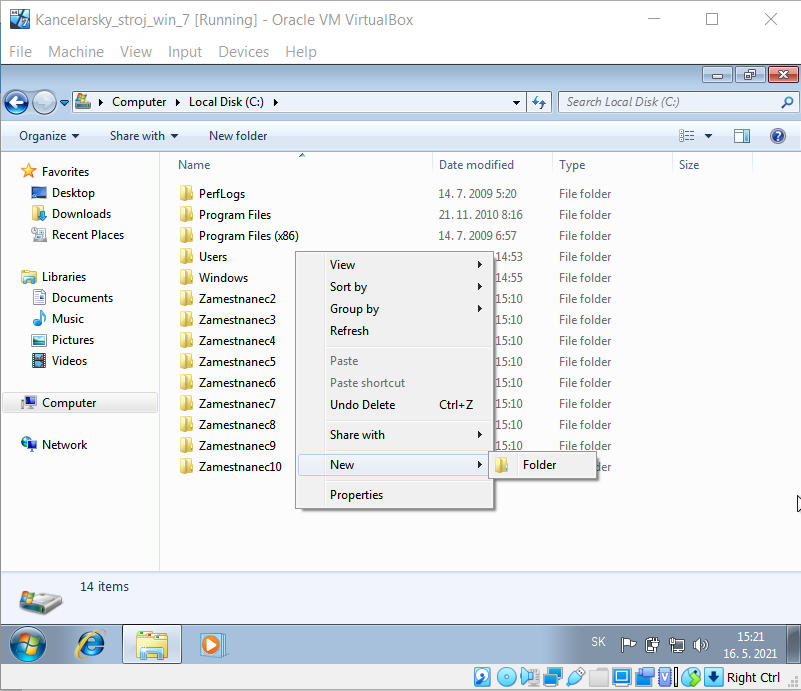 Kancelarsky_stroj_win_7 [Running] - Oracle VM VirtualBox
File Machine View Input Devices Help
Computer Local Disk (C:)
Search Local Disk (C:)
Organize Share with New folder
Name Date modified Type Size
Favorites
Desktop
Downloads
Recent Places
Libraries
Documents
Music
Pictures
Videos
Computer
Network
PerfLogs 14. 7. 2009 5:20 File folder
Program Files 21. 11. 2010 8:16 File folder
Program Files (x86) 14. 7. 2009 6:57 File folder
Users 14:53 File folder
Windows 14:55 File folder
Zamestnanec2 15:10 File folder
Zamestnanec3 15:10 File folder
Zamestnanec4 15:10 File folder
Zamestnanec5 15:10 File folder
Zamestnanec6 15:10 File folder
Zamestnanec7 15:10 File folder
Zamestnanec8 15:10 File folder
Zamestnanec9 15:10 File folder
Zamestnanec10
View
Sort by
Group by
Refresh
Paste
Paste shortcut
Undo Delete Ctrl+Z
Share with
New
Folder
Properties
14 items
SK
15:21
16. 5. 2021
Right Ctrl